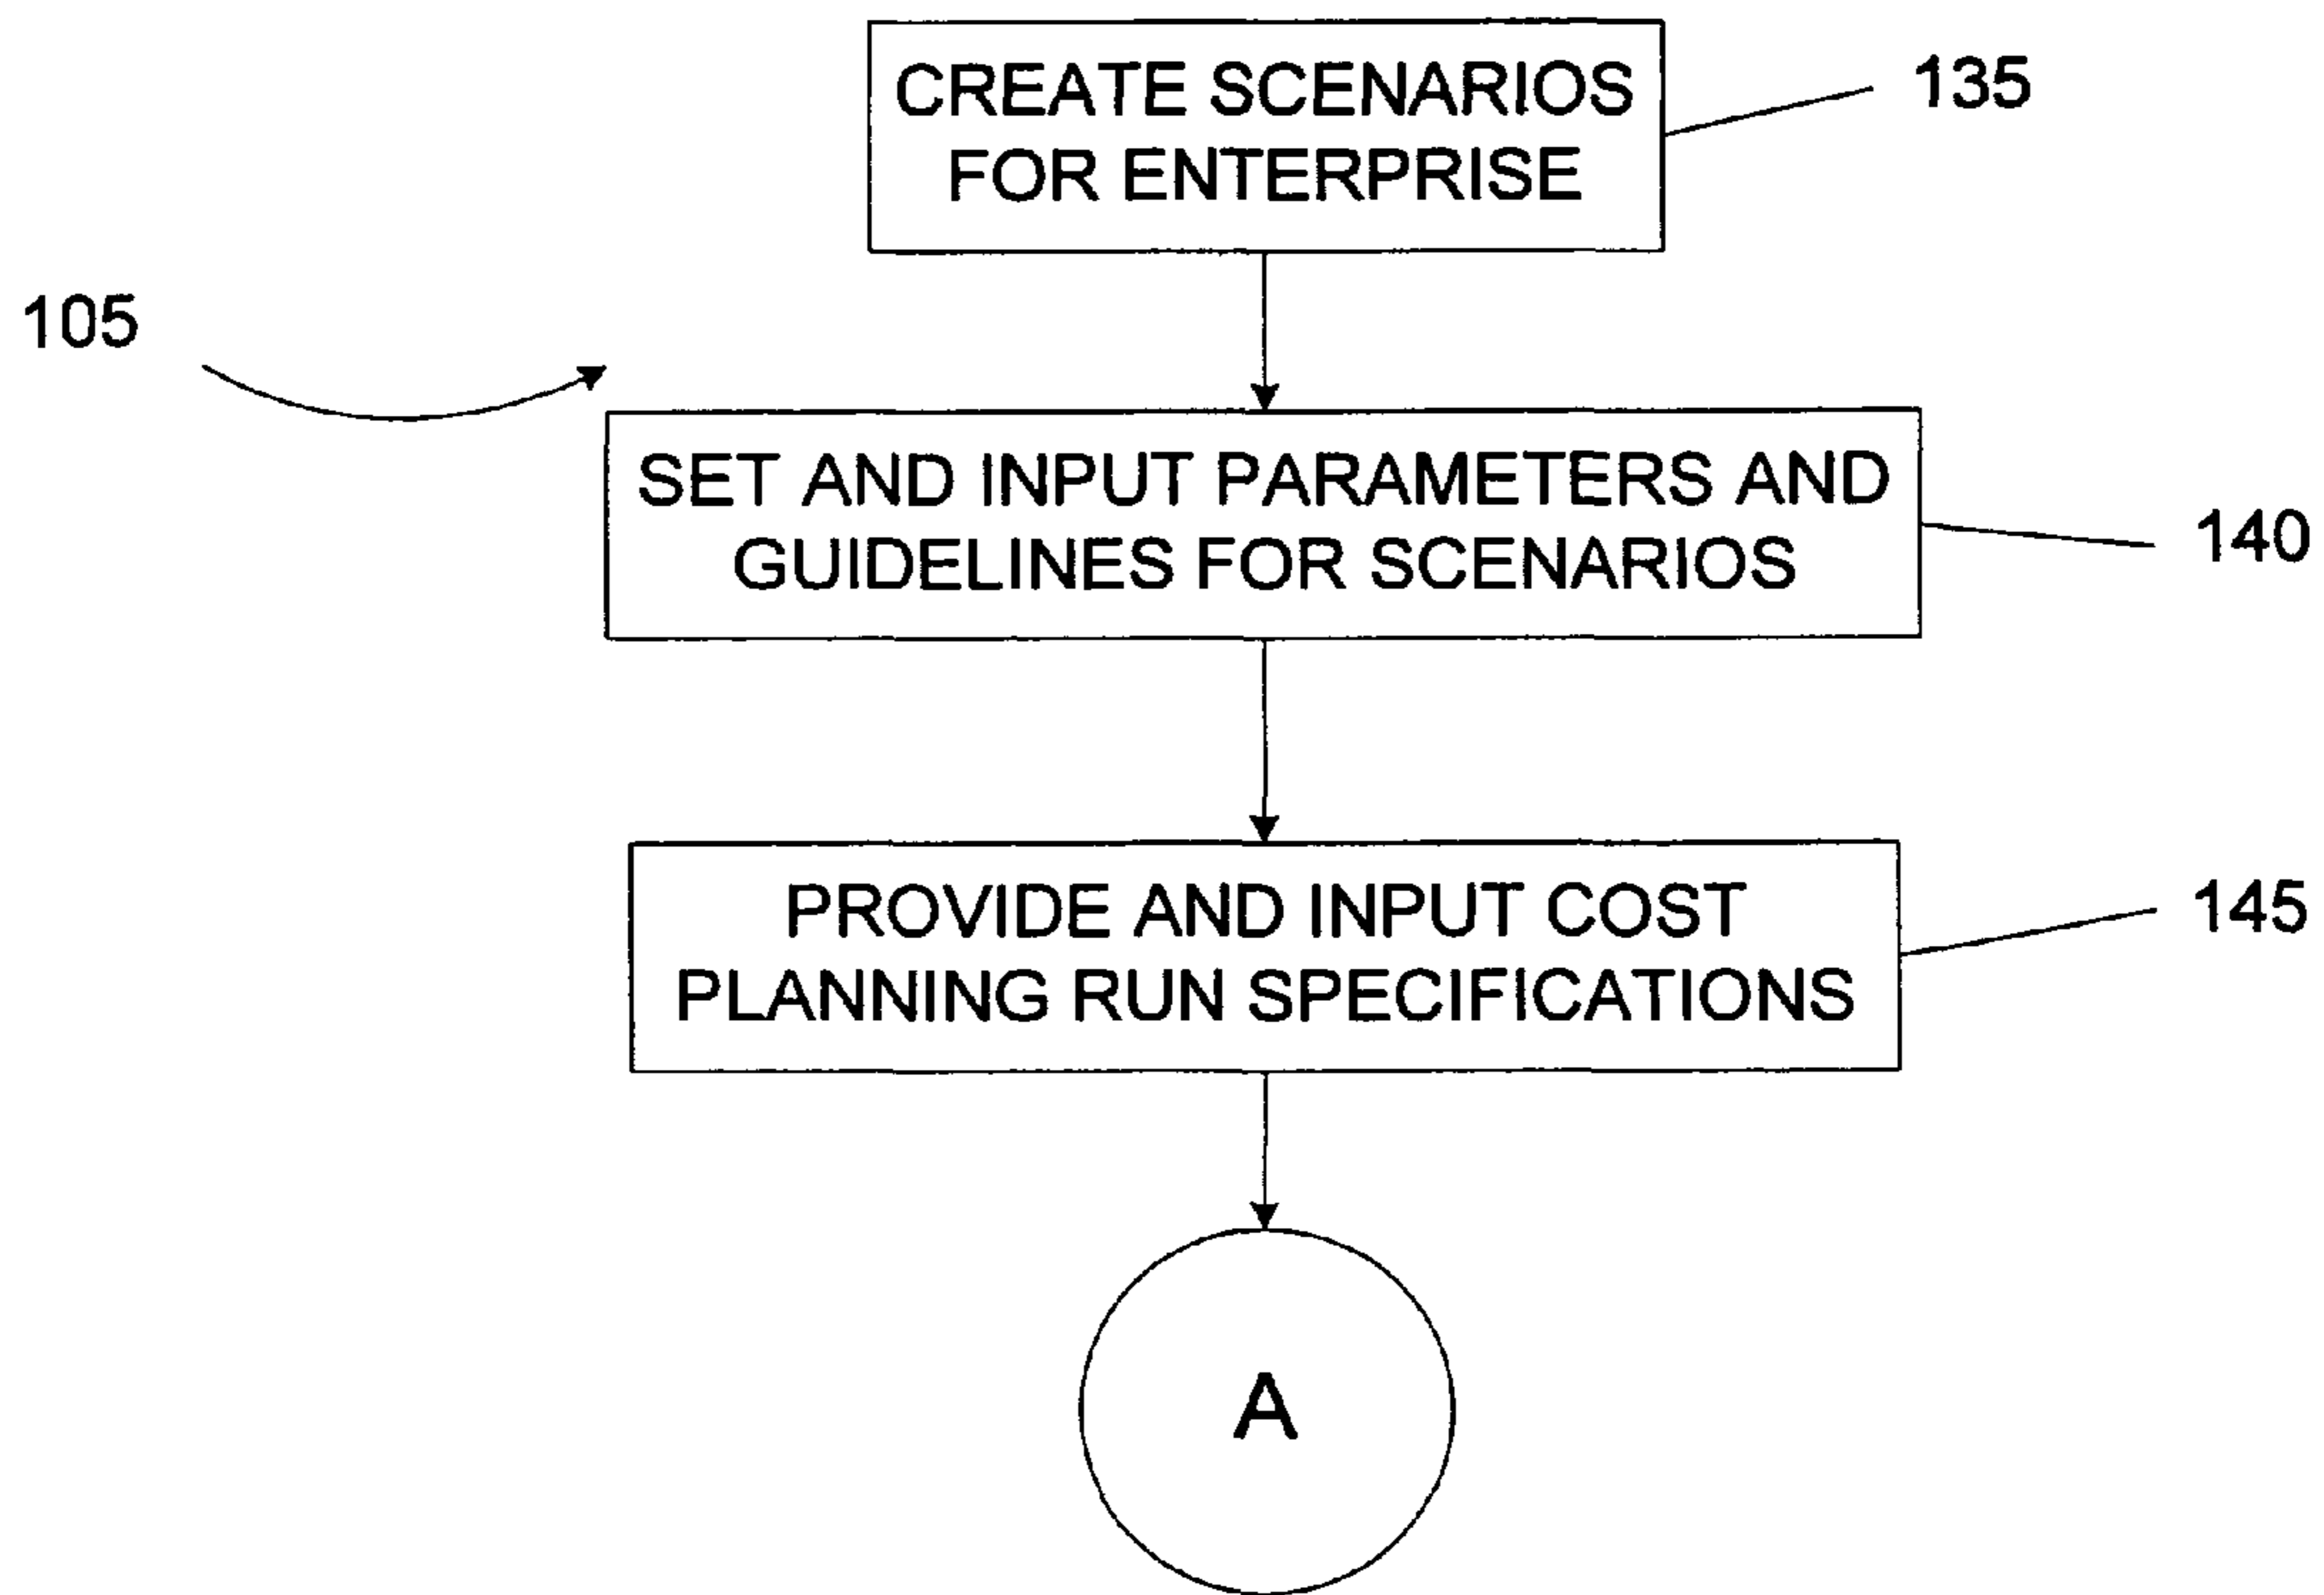 CREATE SCENARIOS
FOR ENTERPRISE
135
105
SET AND INPUT PARAMETERS AND
GUIDELINES FOR SCENARIOS
140
PROVIDE AND INPUT COST
PLANNING RUN SPECIFICATIONS
145
A